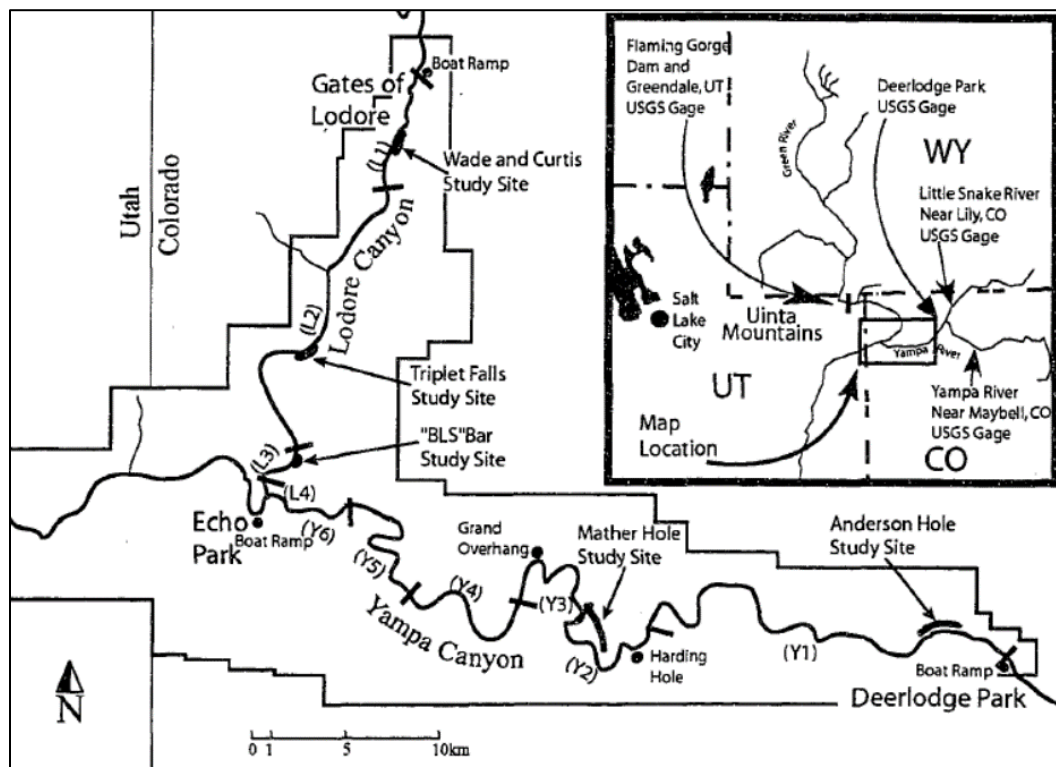 Boat Ramp
Gates of
Lodore
(L1)
Wade and Curtis
Study Site
Utah
Colorado
Lodore Canyon
(L2)
Triplet Falls
Study Site
"BLS"Bar
Study Site
(L3)
(L4)
Echo
Park
Boat Ramp
(Y6)
(Y5)
Grand
Overhang
Mather Hole
Study Site
Anderson Hole
Study Site
(Y4)
(Y3)
Yampa Canyon
(Y2)
Harding
Hole
(Y1)
Boat Ramp
Deerlodge Park
N
0 1 5 10km
Flaming Gorge
Dam and
Greendale, UT
USGS Gage
Green River
Deerlodge Park
USGS Gage
WY
Little Snake River
Near Lily, CO
USGS Gage
Salt
Lake
City
Uinta
Mountains
Yampa River
UT
Yampa River
Near Maybell, CO
USGS Gage
Map
Location
CO